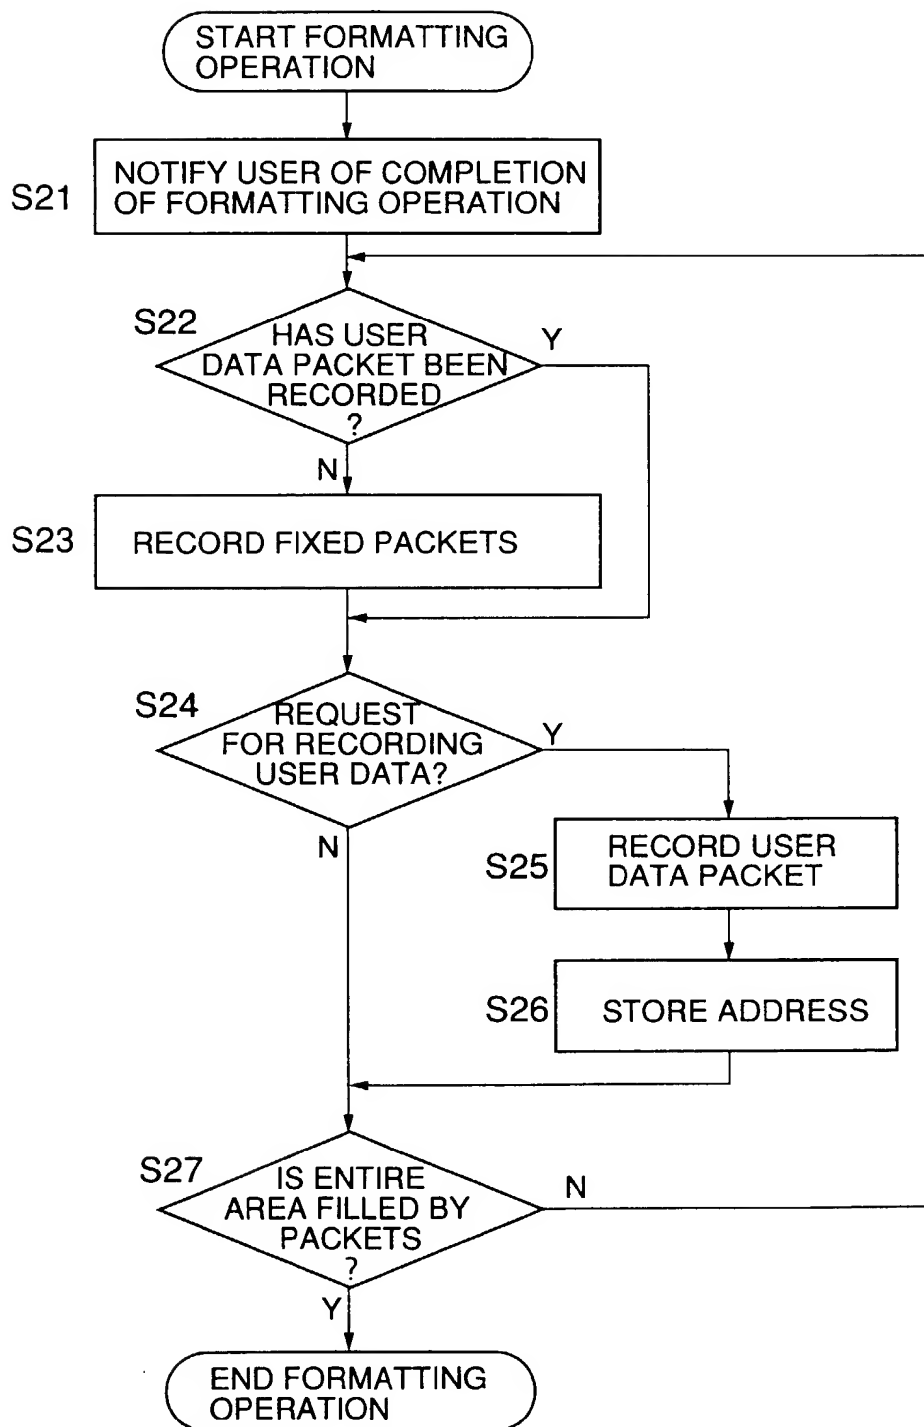 START FORMATTING
OPERATION
S21
NOTIFY USER OF COMPLETION
OF FORMATTING OPERATION
S22
HAS USER
DATA PACKET BEEN
RECORDED
?
Y
N
S23
RECORD FIXED PACKETS
S24
REQUEST
FOR RECORDING
USER DATA?
Y
N
S25
RECORD USER
DATA PACKET
S26
STORE ADDRESS
S27
IS ENTIRE
AREA FILLED BY
PACKETS
?
N
Y
END FORMATTING
OPERATION